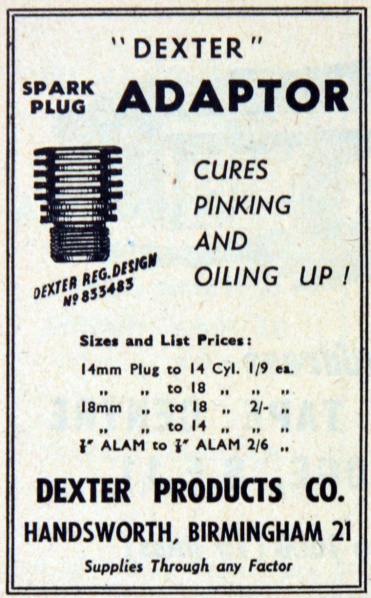 "DEXTER"
SPARK PLUG ADAPTOR
CURES
PINKING
AND
OILING UP!
DEXTER REG. DESIGN
Nº 833483
Sizes and List Prices:
14mm Plug to 14 Cyl. 1/9 ea.
„ „ to 18 „ „ „
18mm „ to 18 „ 2/- „
„ „ to 14 „ „ „
⅞" ALAM to ⅞" ALAM 2/6 „
DEXTER PRODUCTS CO.
HANDSWORTH, BIRMINGHAM 21
Supplies Through any Factor